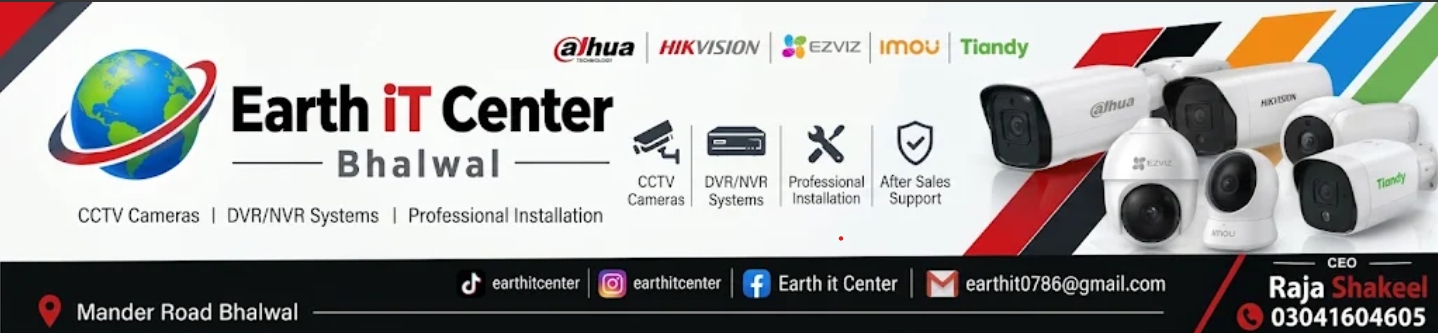 alhua | HIKVISION | EZVIZ | imou | Tiandy
TECHNOLOGY
Earth iT Center
Bhalwal
CCTV Cameras | DVR/NVR Systems | Professional Installation
CCTV Cameras
DVR/NVR Systems
Professional Installation
After Sales Support
alhua
HIKVISION
EZVIZ
imou
Tiandy
earthitcenter | earthitcenter | Earth it Center | earthit0786@gmail.com
Mander Road Bhalwal
CEO
Raja Shakeel
03041604605